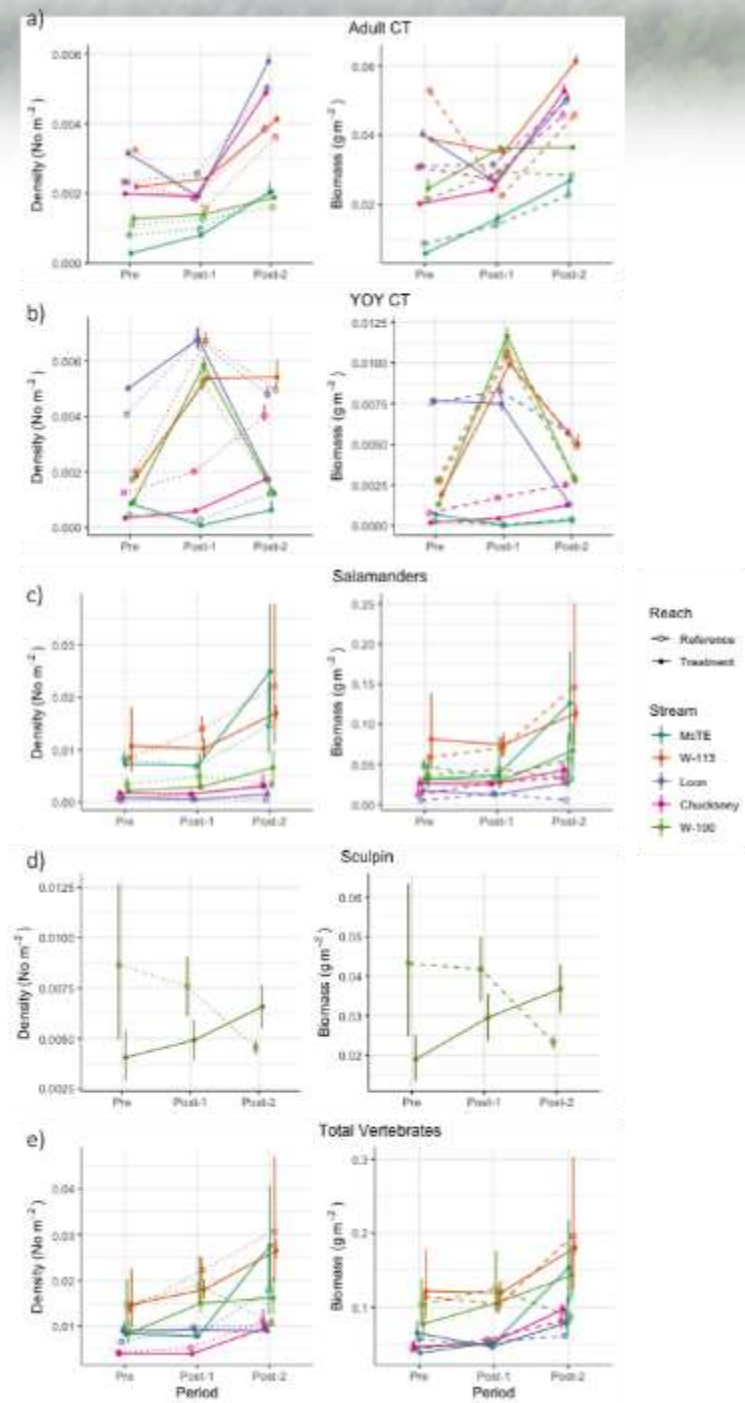 a)
Adult CT
Density (No m⁻²)
0.006
0.004
0.002
0.000
Pre Post-1 Post-2
Biomass (g m⁻²)
0.06
0.04
0.02
Pre Post-1 Post-2
b)
YOY CT
Density (No m⁻²)
0.006
0.004
0.002
0.000
Pre Post-1 Post-2
Biomass (g m⁻²)
0.0125
0.0100
0.0075
0.0025
0.0000
Pre Post-1 Post-2
c)
Salamanders
Density (No m⁻²)
0.01
0.00
Pre Post-1 Post-2
Biomass (g m⁻²)
0.25
0.20
0.15
0.10
0.05
0.00
Pre Post-1 Post-2
Reach
Reference
Treatment
Stream
McTE
W-113
Loon
Chucksney
W-100
d)
Sculpin
Density (No m⁻²)
0.0125
0.0100
0.0075
0.0050
0.0025
Pre Post-1 Post-2
Biomass (g m⁻²)
0.06
0.05
0.04
0.03
0.02
Pre Post-1 Post-2
e)
Total Vertebrates
Density (No m⁻²)
0.04
0.03
0.02
0.01
Pre Post-1 Post-2
Period
Biomass (g m⁻²)
0.3
0.2
0.1
Pre Post-1 Post-2
Period